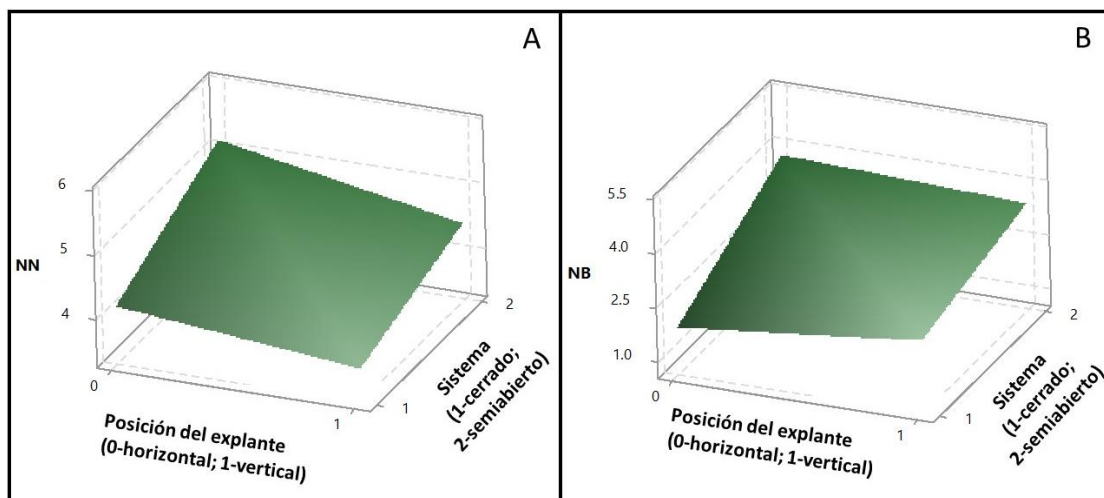 A
6
5
4
NN
0
1
1
2
Posición del explante
(0-horizontal; 1-vertical)
Sistema
(1-cerrado;
2-semiabierto)
B
5.5
4.0
2.5
1.0
NB
0
1
1
2
Posición del explante
(0-horizontal; 1-vertical)
Sistema
(1-cerrado;
2-semiabierto)